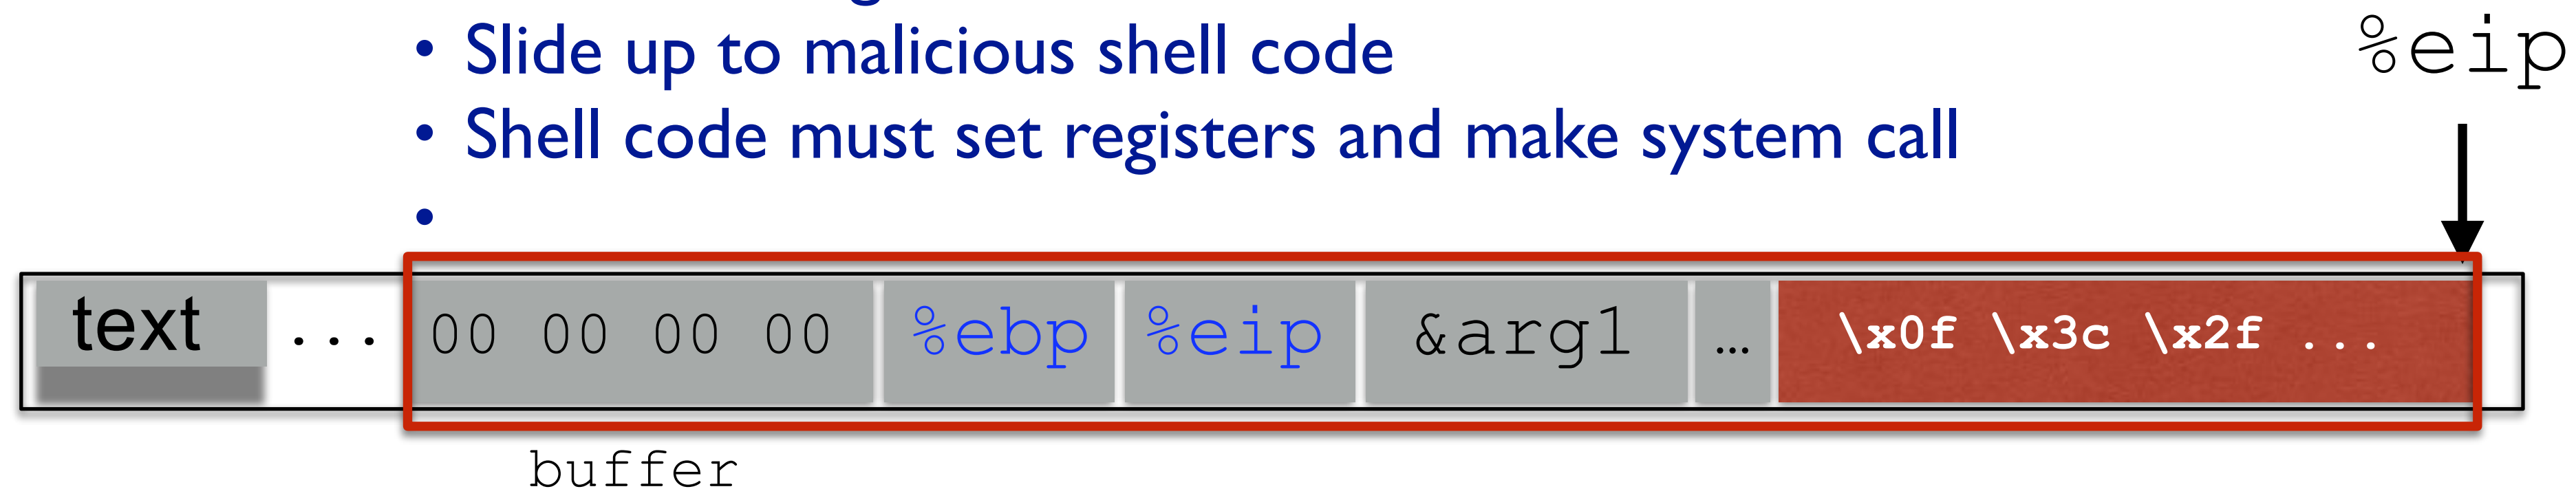 • Slide up to malicious shell code
%eip
• Shell code must set registers and make system call
•
text ... 00 00 00 00 %ebp %eip &arg1 … \x0f \x3c \x2f ...
buffer